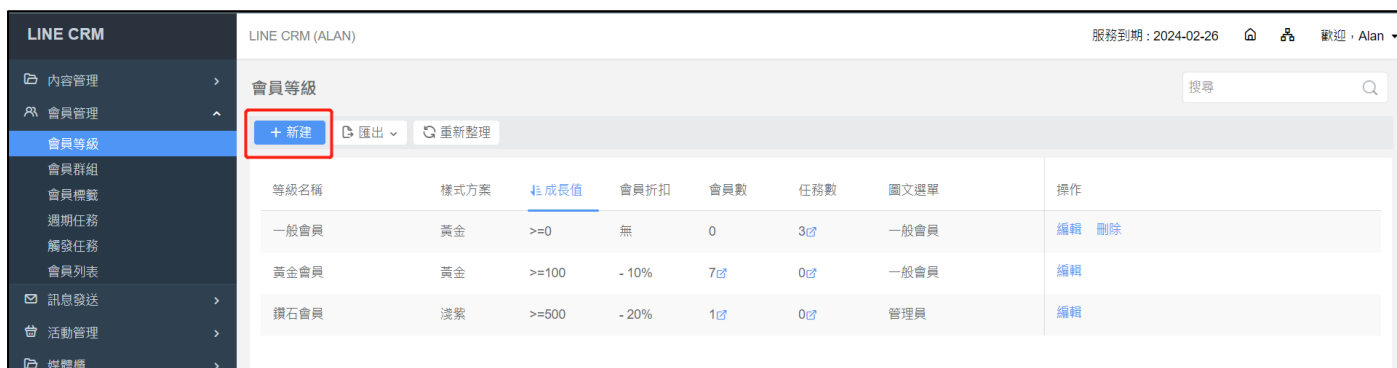 LINE CRM
LINE CRM (ALAN)
服務到期 : 2024-02-26 歡迎，Alan
內容管理
會員管理
會員等級
會員群組
會員標籤
週期任務
觸發任務
會員列表
訊息發送
活動管理
媒體櫃
會員等級
搜尋
+ 新建 匯出 重新整理
等級名稱 樣式方案 成長值 會員折扣 會員數 任務數 圖文選單 操作
一般會員 黃金 >=0 無 0 3 一般會員 編輯 刪除
黃金會員 黃金 >=100 - 10% 7 0 一般會員 編輯
鑽石會員 淺紫 >=500 - 20% 1 0 管理員 編輯